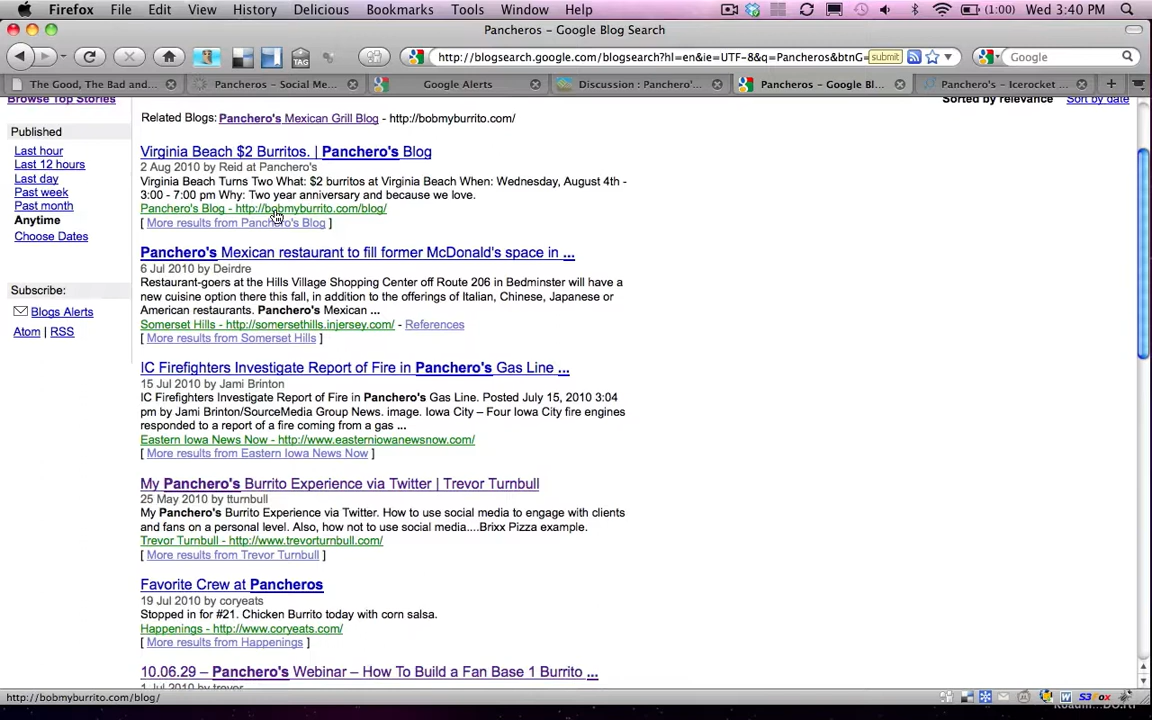 Firefox File Edit View History Delicious Bookmarks Tools Window Help (1:00) Wed 3:40 PM
Pancheros - Google Blog Search
TAG http://blogsearch.google.com/blogsearch?hl=en&ie=UTF-8&q=Pancheros&btnG= submit Google
The Good, The Bad and... Pancheros - Social Me... Google Alerts Discussion : Panchero'... Pancheros - Google Bl... Panchero's - Icerocket ...
Browse Top Stories
Sorted by relevance Sort by date
Related Blogs: Panchero's Mexican Grill Blog - http://bobmyburrito.com/
Published
Last hour
Last 12 hours
Last day
Past week
Past month
Anytime
Choose Dates
Subscribe:
Blogs Alerts
Atom | RSS
Virginia Beach $2 Burritos. | Panchero's Blog
2 Aug 2010 by Reid at Panchero's
Virginia Beach Turns Two What: $2 burritos at Virginia Beach When: Wednesday, August 4th -
3:00 - 7:00 pm Why: Two year anniversary and because we love.
Panchero's Blog - http://bobmyburrito.com/blog/
[ More results from Panchero's Blog ]
Panchero's Mexican restaurant to fill former McDonald's space in ...
6 Jul 2010 by Deirdre
Restaurant-goers at the Hills Village Shopping Center off Route 206 in Bedminster will have a
new cuisine option there this fall, in addition to the offerings of Italian, Chinese, Japanese or
American restaurants. Panchero's Mexican ...
Somerset Hills - http://somersethills.injersey.com/ - References
[ More results from Somerset Hills ]
IC Firefighters Investigate Report of Fire in Panchero's Gas Line ...
15 Jul 2010 by Jami Brinton
IC Firefighters Investigate Report of Fire in Panchero's Gas Line. Posted July 15, 2010 3:04
pm by Jami Brinton/SourceMedia Group News. image. Iowa City – Four Iowa City fire engines
responded to a report of a fire coming from a gas ...
Eastern Iowa News Now - http://www.easterniowanewsnow.com/
[ More results from Eastern Iowa News Now ]
My Panchero's Burrito Experience via Twitter | Trevor Turnbull
25 May 2010 by tturnbull
My Panchero's Burrito Experience via Twitter. How to use social media to engage with clients
and fans on a personal level. Also, how not to use social media....Brixx Pizza example.
Trevor Turnbull - http://www.trevorturnbull.com/
[ More results from Trevor Turnbull ]
Favorite Crew at Pancheros
19 Jul 2010 by coryeats
Stopped in for #21. Chicken Burrito today with corn salsa.
Happenings - http://www.coryeats.com/
[ More results from Happenings ]
10.06.29 – Panchero's Webinar – How To Build a Fan Base 1 Burrito ...
1 Jul 2010 by trevor
http://bobmyburrito.com/blog/ S3Fox